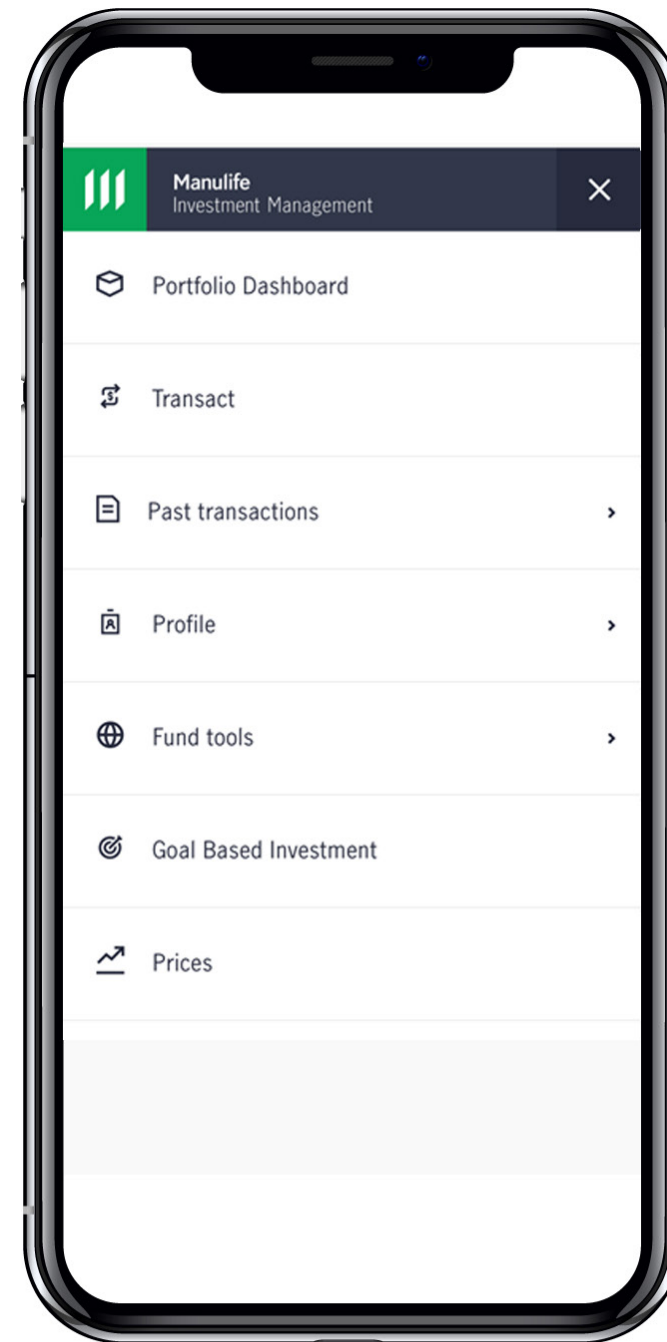 Manulife
Investment Management
Portfolio Dashboard
Transact
Past transactions
Profile
Fund tools
Goal Based Investment
Prices